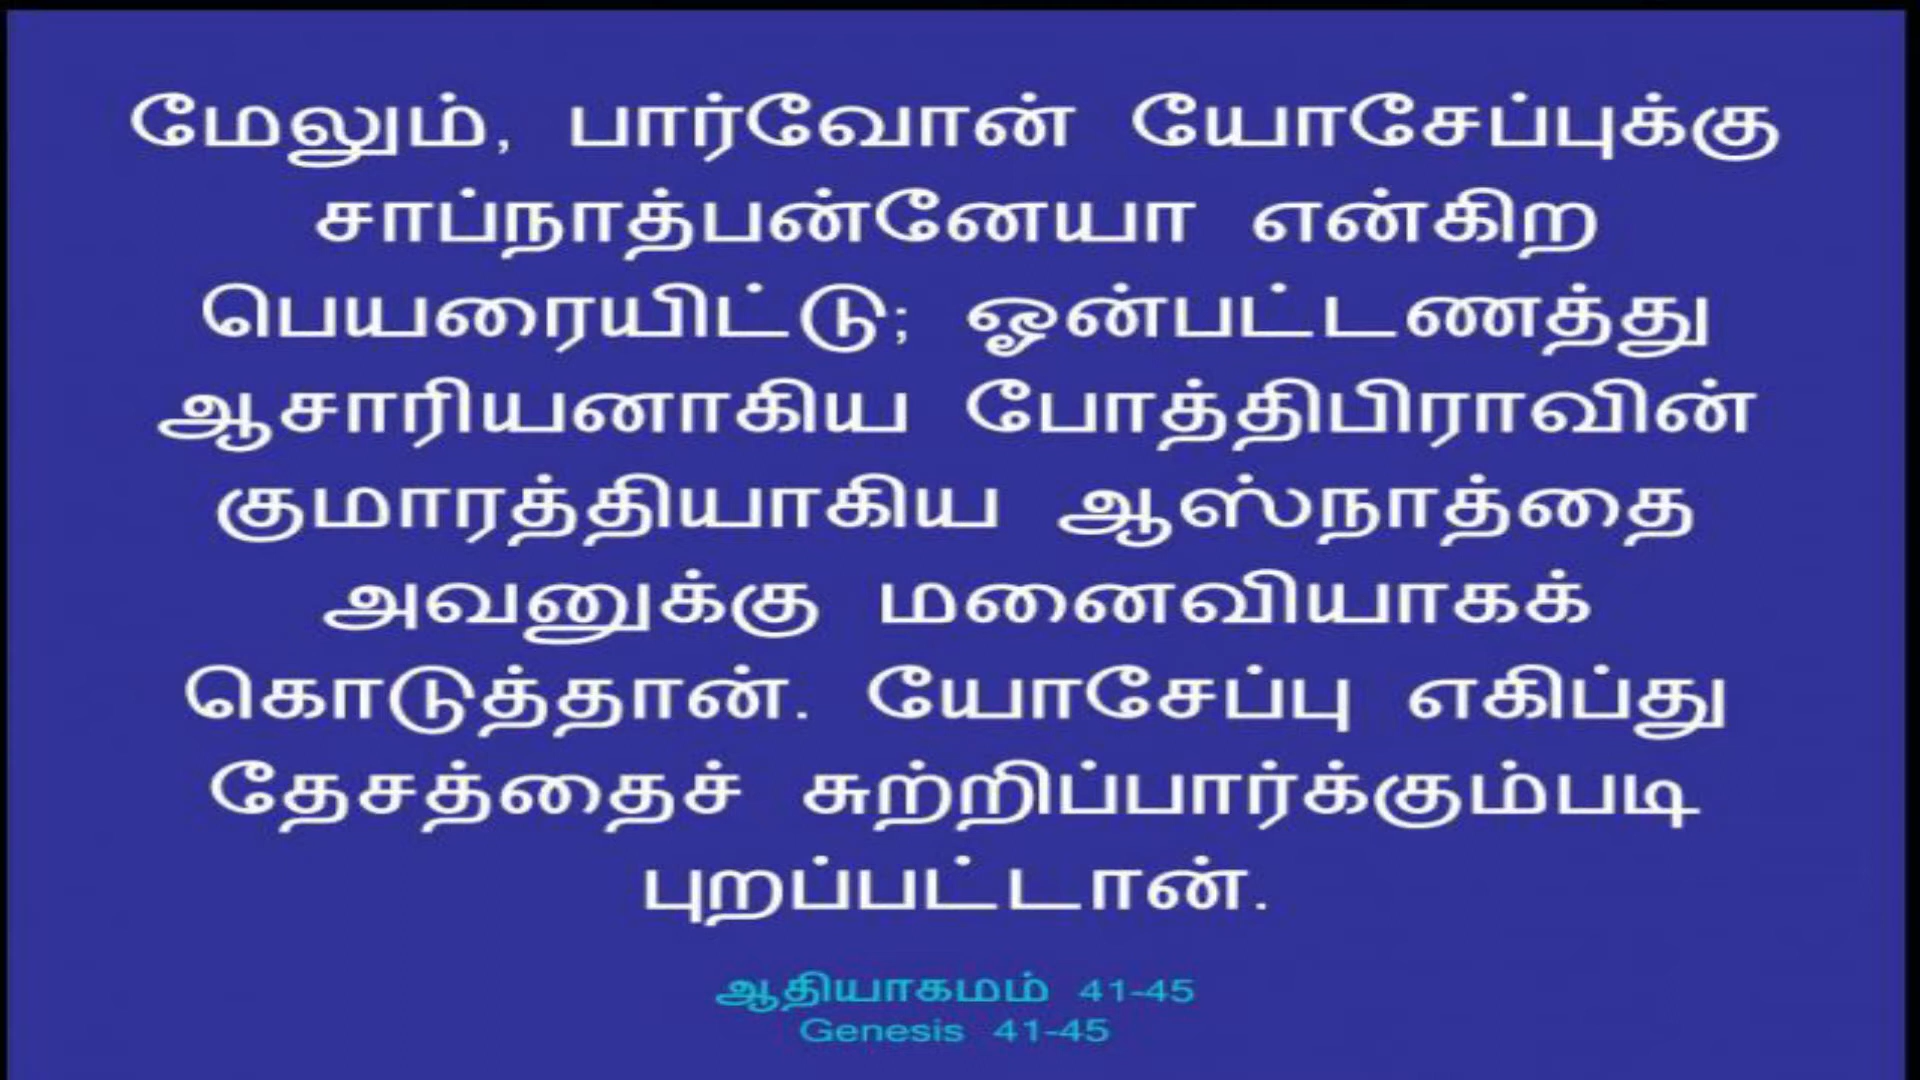 மேலும், பார்வோன் யோசேப்புக்கு
சாப்நாத்பன்னேயா என்கிற
பெயரையிட்டு; ஓன்பட்டணத்து
ஆசாரியனாகிய போத்திபிராவின்
குமாரத்தியாகிய ஆஸ்நாத்தை
அவனுக்கு மனைவியாகக்
கொடுத்தான். யோசேப்பு எகிப்து
தேசத்தைச் சுற்றிப்பார்க்கும்படி
புறப்பட்டான்.
ஆதியாகமம் 41-45
Genesis 41-45